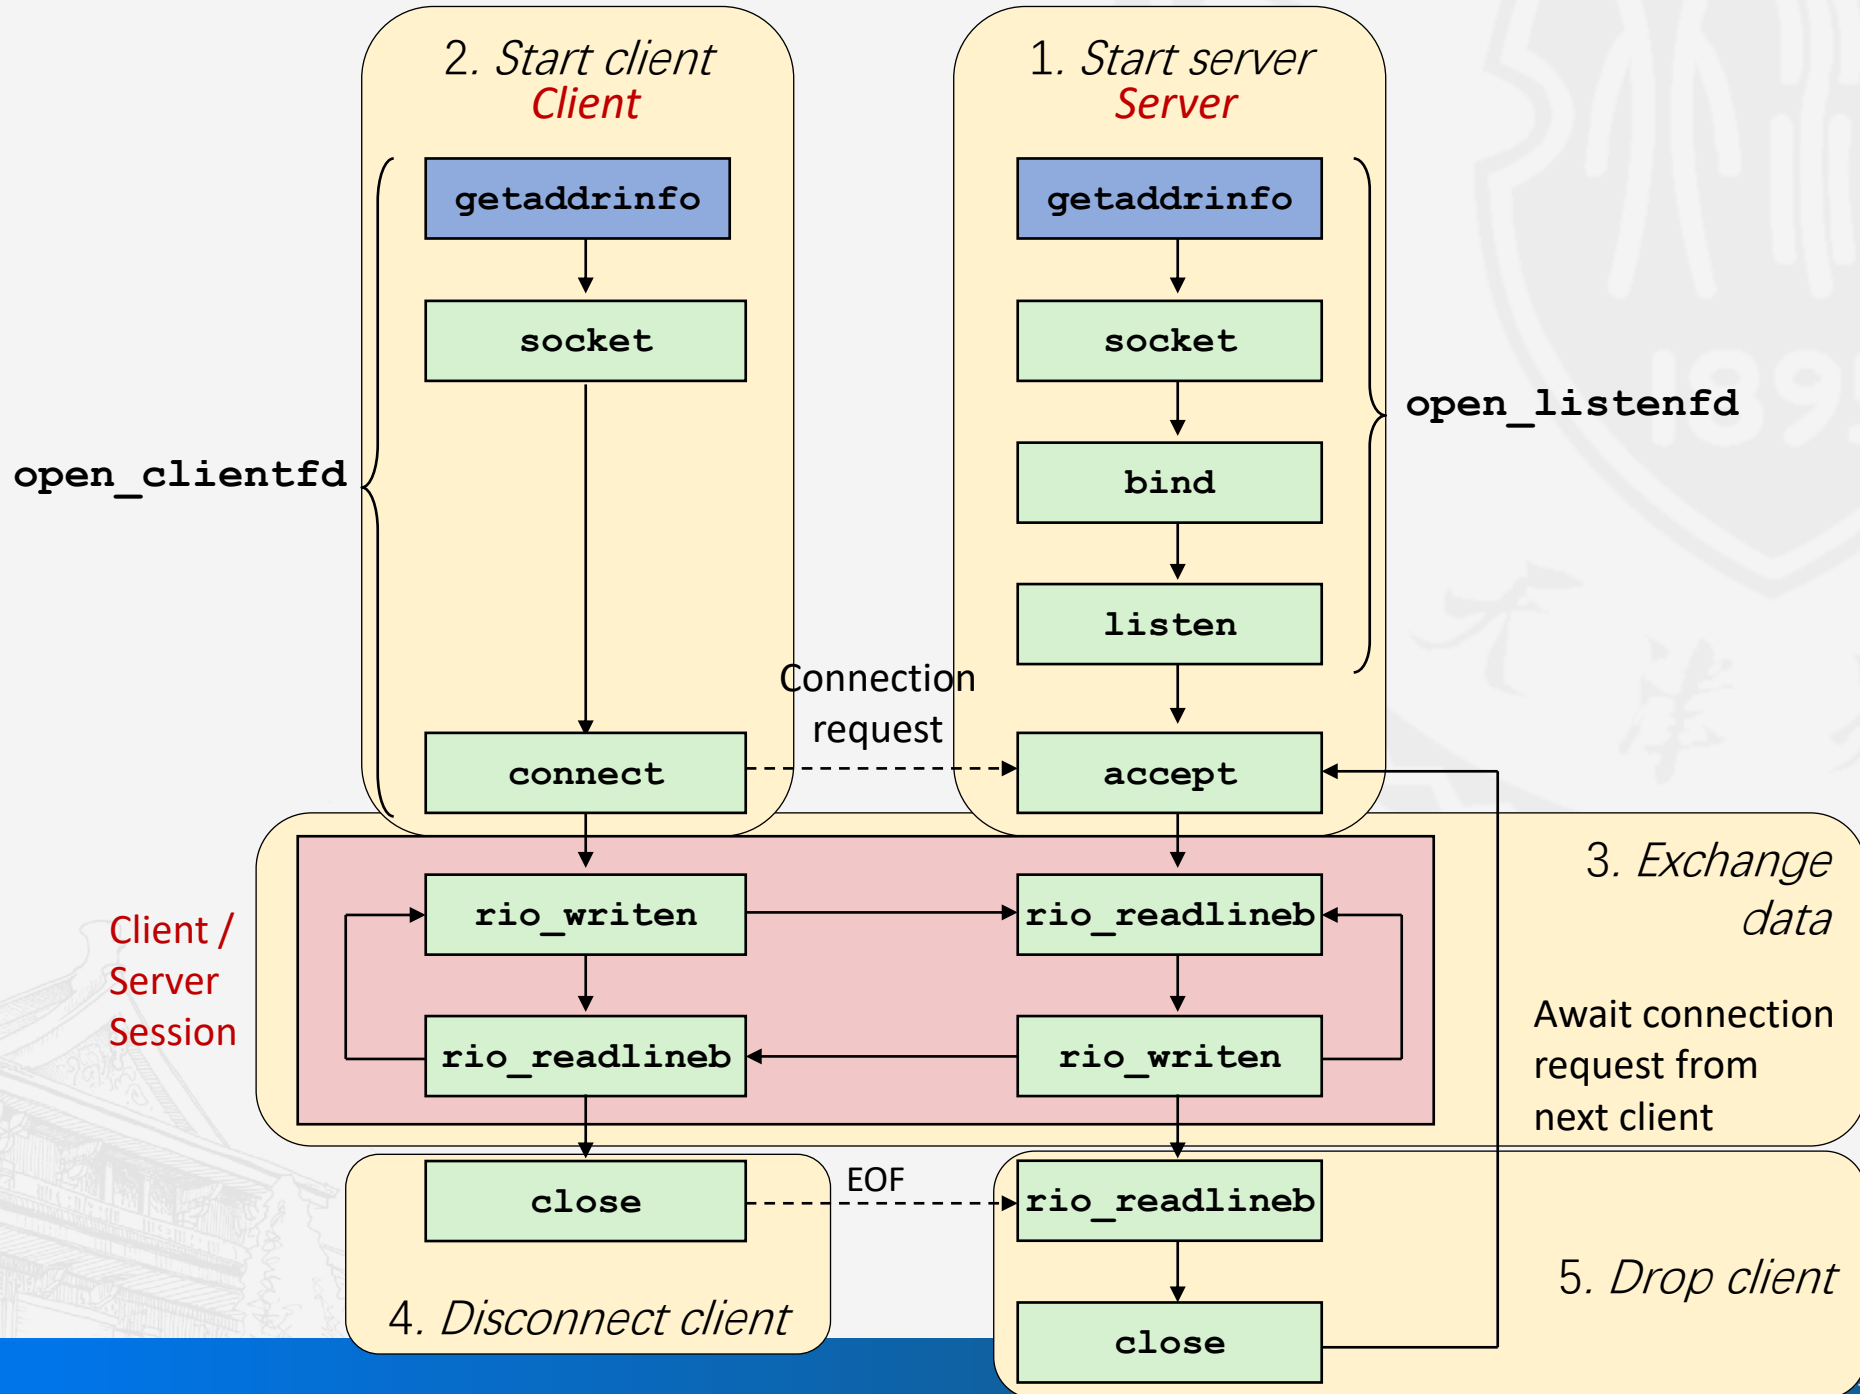 2. Start client
Client
1. Start server
Server
getaddrinfo
getaddrinfo
socket
socket
open_listenfd
open_clientfd
bind
listen
Connection
request
connect
accept
3. Exchange
data
Client /
Server
Session
rio_writen
rio_readlineb
rio_readlineb
rio_writen
Await connection
request from
next client
close
EOF
rio_readlineb
4. Disconnect client
5. Drop client
close
1895